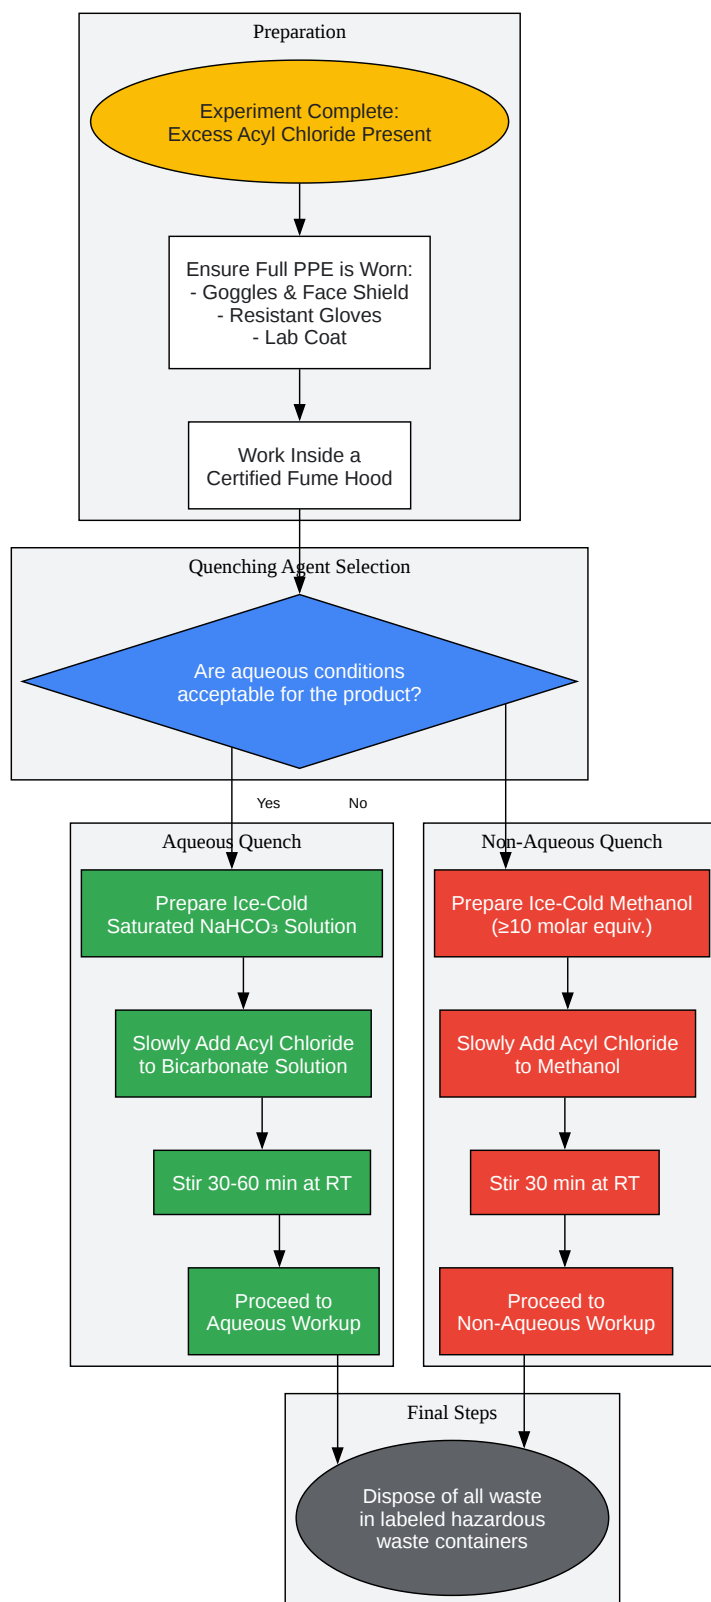 Preparation
Experiment Complete:
Excess Acyl Chloride Present
Ensure Full PPE is Worn:
- Goggles & Face Shield
- Resistant Gloves
- Lab Coat
Work Inside a
Certified Fume Hood
Quenching Agent Selection
Are aqueous conditions
acceptable for the product?
Yes
No
Aqueous Quench
Prepare Ice-Cold
Saturated NaHCO₃ Solution
Slowly Add Acyl Chloride
to Bicarbonate Solution
Stir 30-60 min at RT
Proceed to
Aqueous Workup
Non-Aqueous Quench
Prepare Ice-Cold Methanol
(≥10 molar equiv.)
Slowly Add Acyl Chloride
to Methanol
Stir 30 min at RT
Proceed to
Non-Aqueous Workup
Final Steps
Dispose of all waste
in labeled hazardous
waste containers